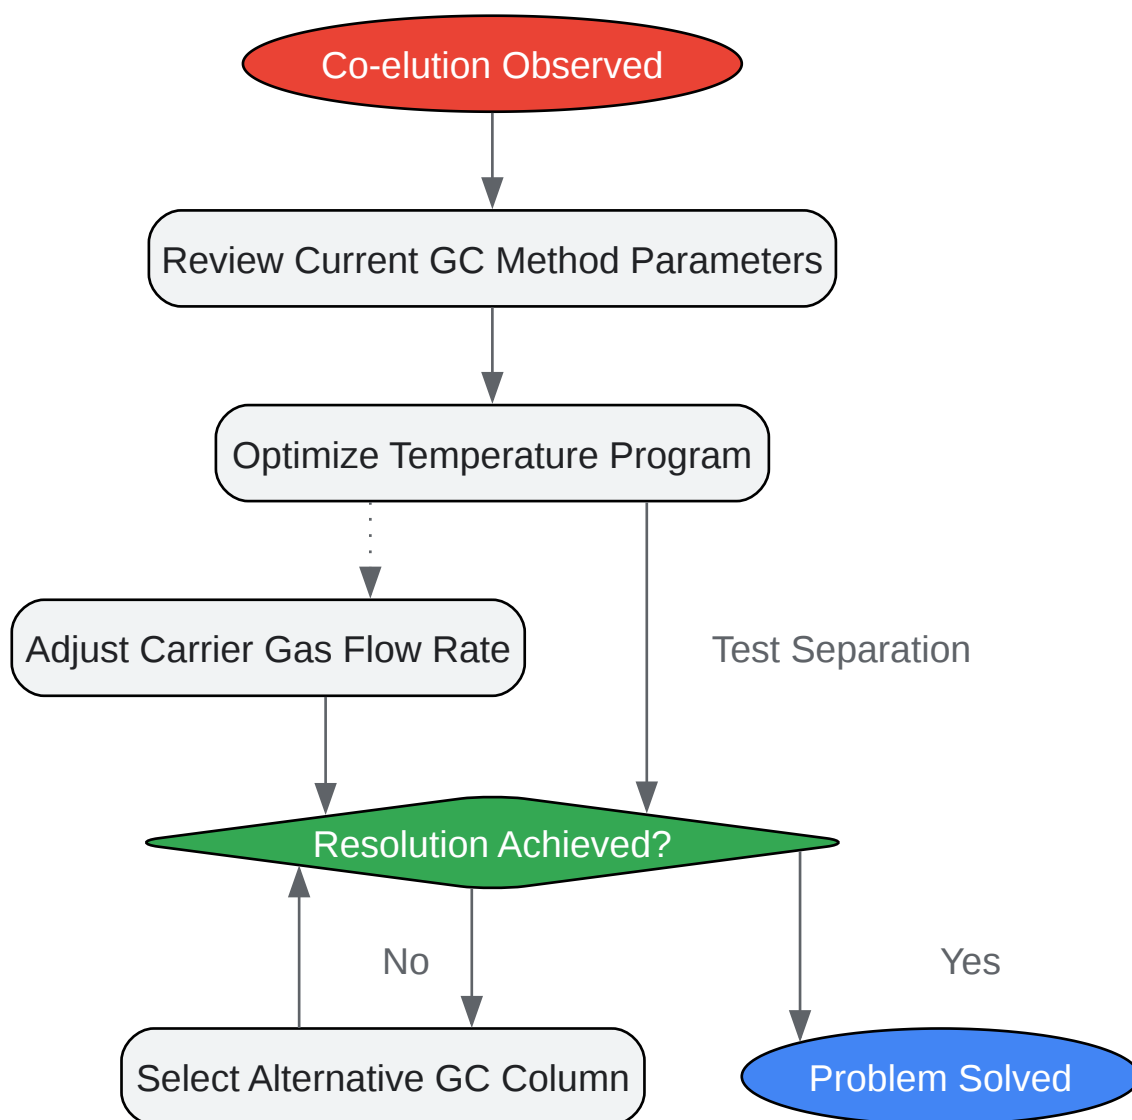 Co-elution Observed
Review Current GC Method Parameters
Optimize Temperature Program
Adjust Carrier Gas Flow Rate
Test Separation
Resolution Achieved?
No
Yes
Select Alternative GC Column
Problem Solved